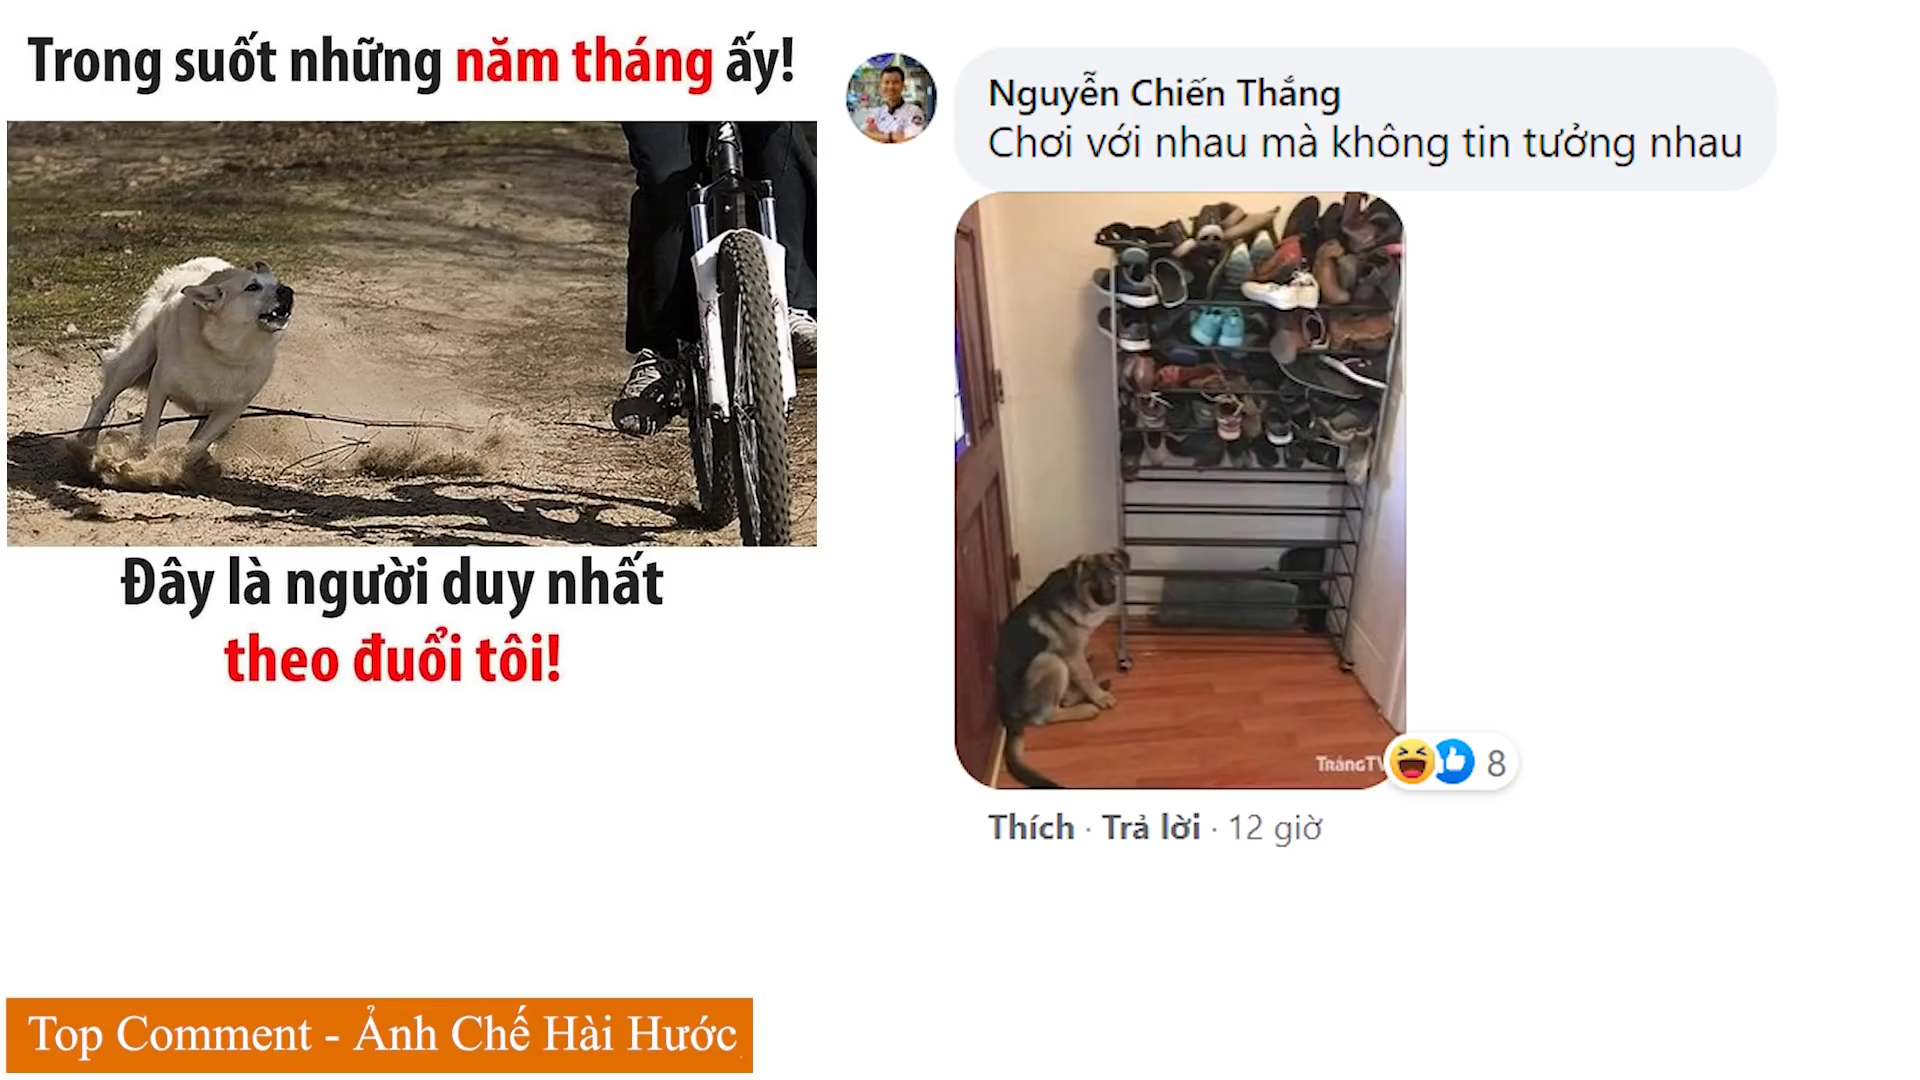 Trong suốt những năm tháng ấy!
Đây là người duy nhất
theo đuổi tôi!
Nguyễn Chiến Thắng
Chơi với nhau mà không tin tưởng nhau
TrắngTV
8
Thích · Trả lời · 12 giờ
Top Comment - Ảnh Chế Hài Hước